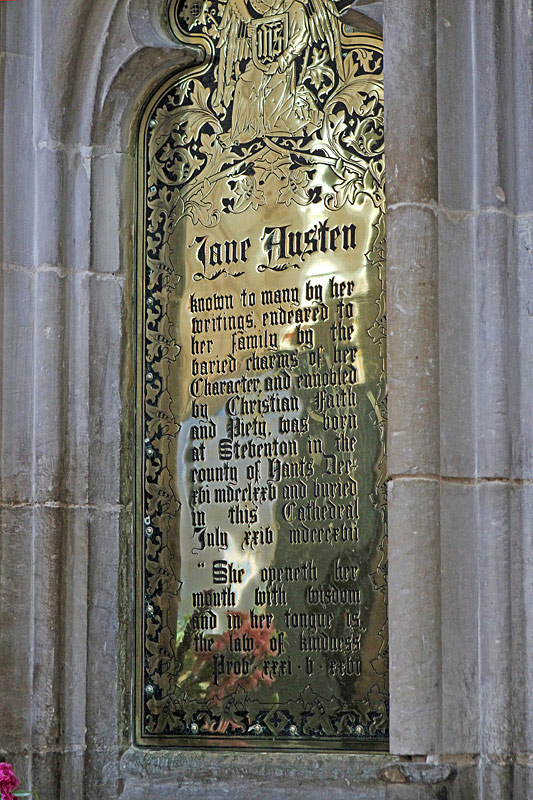 IHS
Jane Austen
known to many by her
writings, endeared to
her family by the
varied charms of her
Character, and ennobled
by Christian Faith
and Piety, was born
at Steventon in the
county of Hants Dec.
xvi mdcclxxv and buried
in this Cathedral
July xxiv mdcccxvii
"She openeth her
mouth with wisdom
and in her tongue is
the law of kindness
Prov · xxxi · v · xxvi